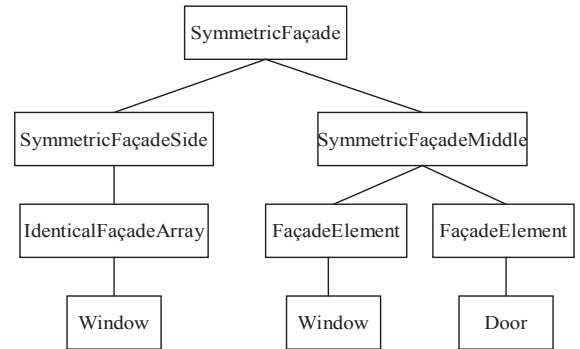 SymmetricFaçade
SymmetricFaçadeSide
SymmetricFaçadeMiddle
IdenticalFaçadeArray
FaçadeElement
FaçadeElement
Window
Window
Door